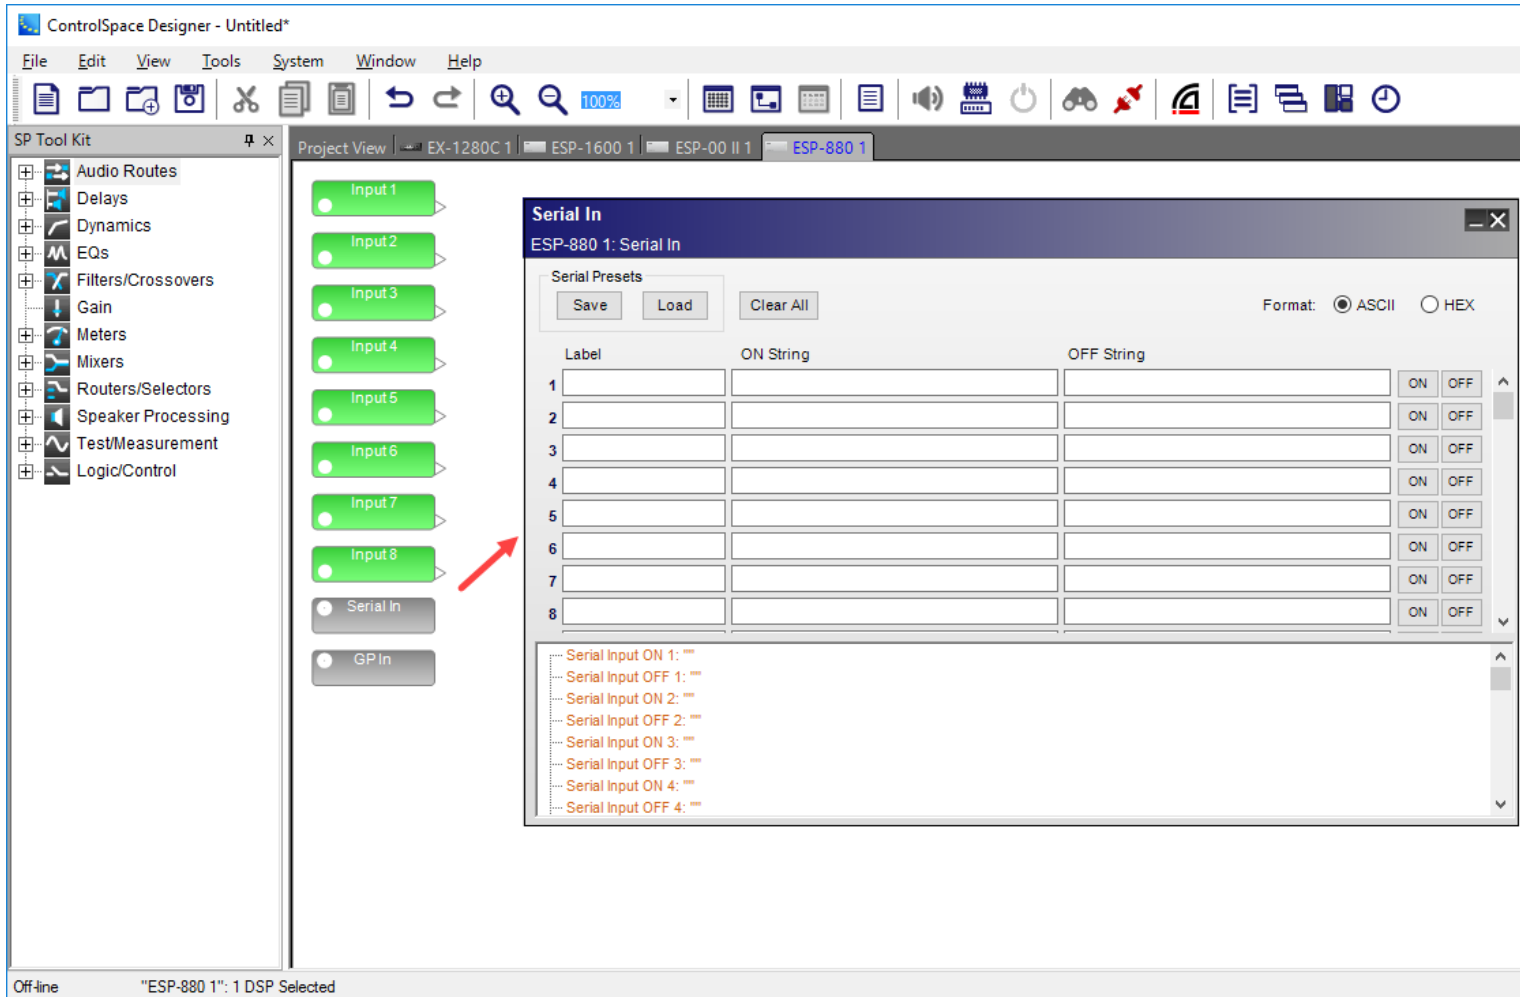 ControlSpace Designer - Untitled*
File Edit View Tools System Window Help
100%
SP Tool Kit
Project View EX-1280C 1 ESP-1600 1 ESP-00 II 1 ESP-880 1
Audio Routes
Delays
Dynamics
EQs
Filters/Crossovers
Gain
Meters
Mixers
Routers/Selectors
Speaker Processing
Test/Measurement
Logic/Control
Input 1
Input 2
Input 3
Input 4
Input 5
Input 6
Input 7
Input 8
Serial In
GP In
Serial In
ESP-880 1: Serial In
Serial Presets
Save Load Clear All Format: ASCII HEX
Label ON String OFF String
1 ON OFF
2 ON OFF
3 ON OFF
4 ON OFF
5 ON OFF
6 ON OFF
7 ON OFF
8 ON OFF
Serial Input ON 1: ""
Serial Input OFF 1: ""
Serial Input ON 2: ""
Serial Input OFF 2: ""
Serial Input ON 3: ""
Serial Input OFF 3: ""
Serial Input ON 4: ""
Serial Input OFF 4: ""
Off-line "ESP-880 1": 1 DSP Selected